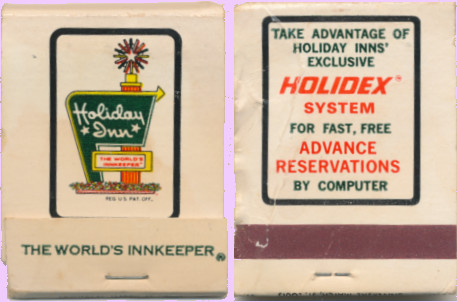 Holiday
Inn
THE WORLD'S
INNKEEPER
REG U.S. PAT. OFF.
THE WORLD'S INNKEEPER®
TAKE ADVANTAGE OF
HOLIDAY INNS'
EXCLUSIVE
HOLIDEX®
SYSTEM
FOR FAST, FREE
ADVANCE
RESERVATIONS
BY COMPUTER